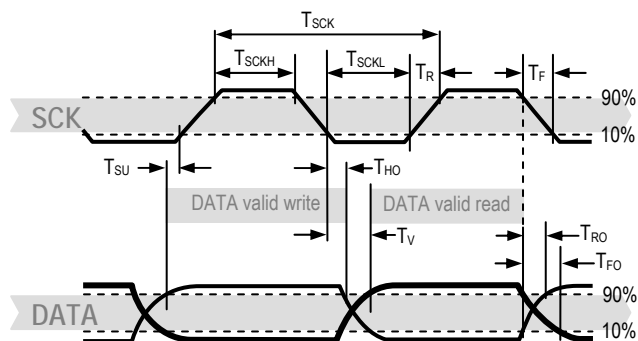 TSCK
TSCKH TSCKL TR TF
90%
SCK
10%
TSU THO
DATA valid write DATA valid read
TV TRO
TFO
90%
DATA
10%